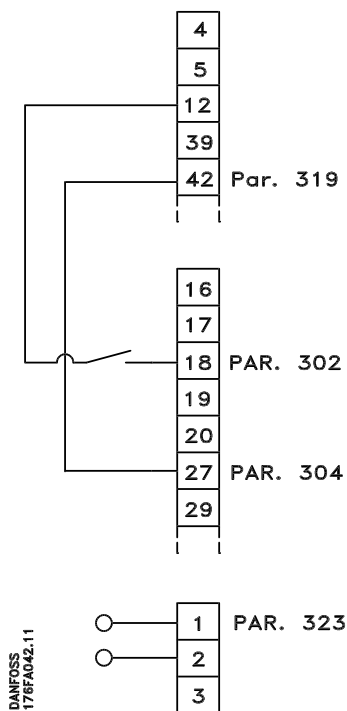 4
5
12
39
42 Par. 319
16
17
18 PAR. 302
19
20
27 PAR. 304
29
1 PAR. 323
2
3
DANFOSS
176FA042.11